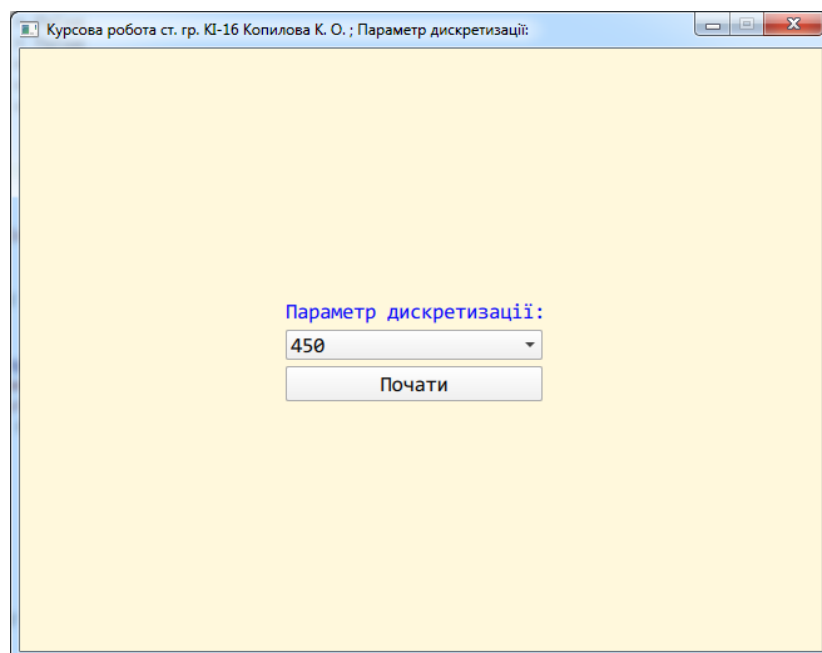 Курсова робота ст. гр. КІ-16 Копилова К. О. ; Параметр дискретизації:
Параметр дискретизації:
450
Почати